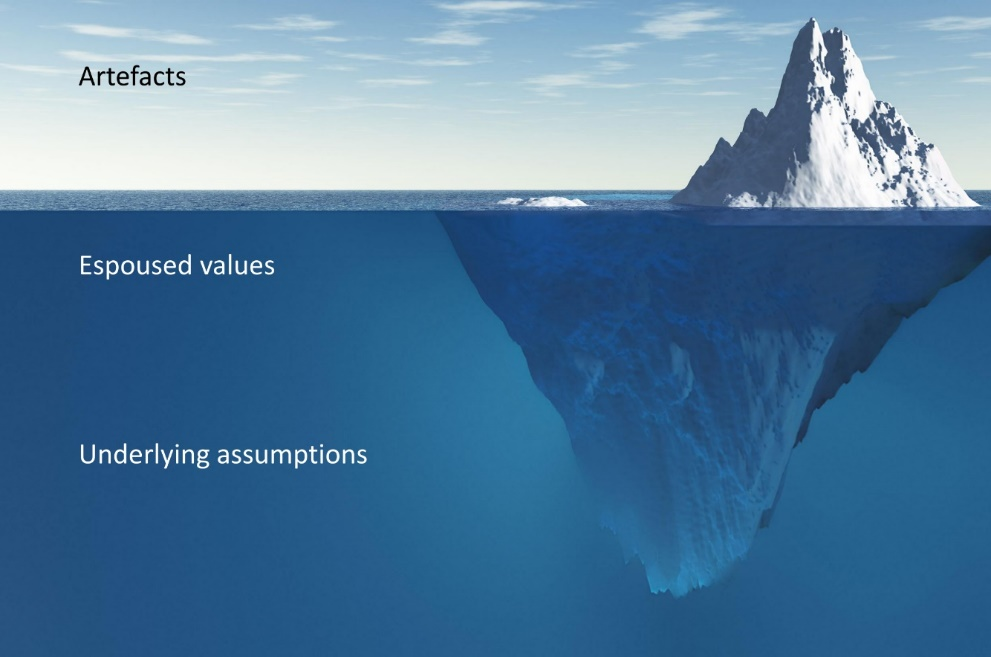 Artefacts
Espoused values
Underlying assumptions